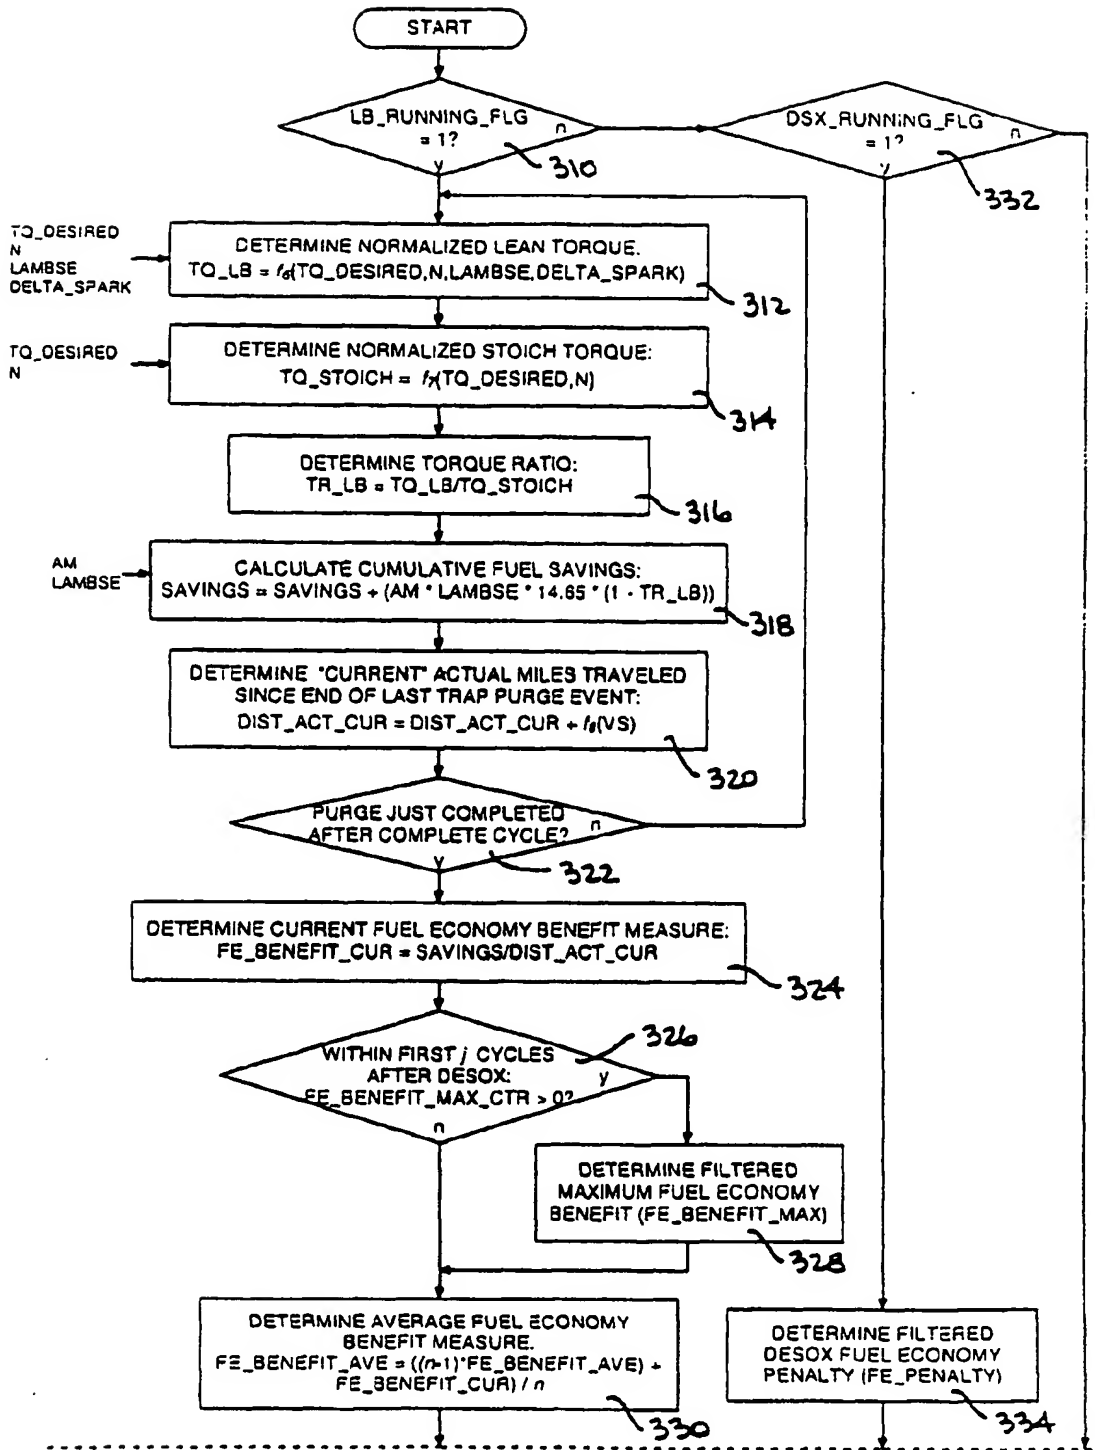 START
LB_RUNNING_FLG
= 1?
n
y
310
DSX_RUNNING_FLG
= 1?
n
y
332
TQ_DESIRED
N
LAMBSE
DELTA_SPARK
DETERMINE NORMALIZED LEAN TORQUE.
TQ_LB = f6(TQ_DESIRED,N,LAMBSE,DELTA_SPARK)
312
TQ_DESIRED
N
DETERMINE NORMALIZED STOICH TORQUE:
TQ_STOICH = f7(TQ_DESIRED,N)
314
DETERMINE TORQUE RATIO:
TR_LB = TQ_LB/TQ_STOICH
316
AM
LAMBSE
CALCULATE CUMULATIVE FUEL SAVINGS:
SAVINGS = SAVINGS + (AM * LAMBSE * 14.65 * (1 - TR_LB))
318
DETERMINE "CURRENT" ACTUAL MILES TRAVELED
SINCE END OF LAST TRAP PURGE EVENT:
DIST_ACT_CUR = DIST_ACT_CUR + f8(VS)
320
PURGE JUST COMPLETED
AFTER COMPLETE CYCLE?
n
y
322
DETERMINE CURRENT FUEL ECONOMY BENEFIT MEASURE:
FE_BENEFIT_CUR = SAVINGS/DIST_ACT_CUR
324
WITHIN FIRST j CYCLES
AFTER DESOX:
FE_BENEFIT_MAX_CTR > 0?
y
n
326
DETERMINE FILTERED
MAXIMUM FUEL ECONOMY
BENEFIT (FE_BENEFIT_MAX)
328
DETERMINE AVERAGE FUEL ECONOMY
BENEFIT MEASURE.
FE_BENEFIT_AVE = ((n-1)*FE_BENEFIT_AVE) +
FE_BENEFIT_CUR) / n
330
DETERMINE FILTERED
DESOX FUEL ECONOMY
PENALTY (FE_PENALTY)
334